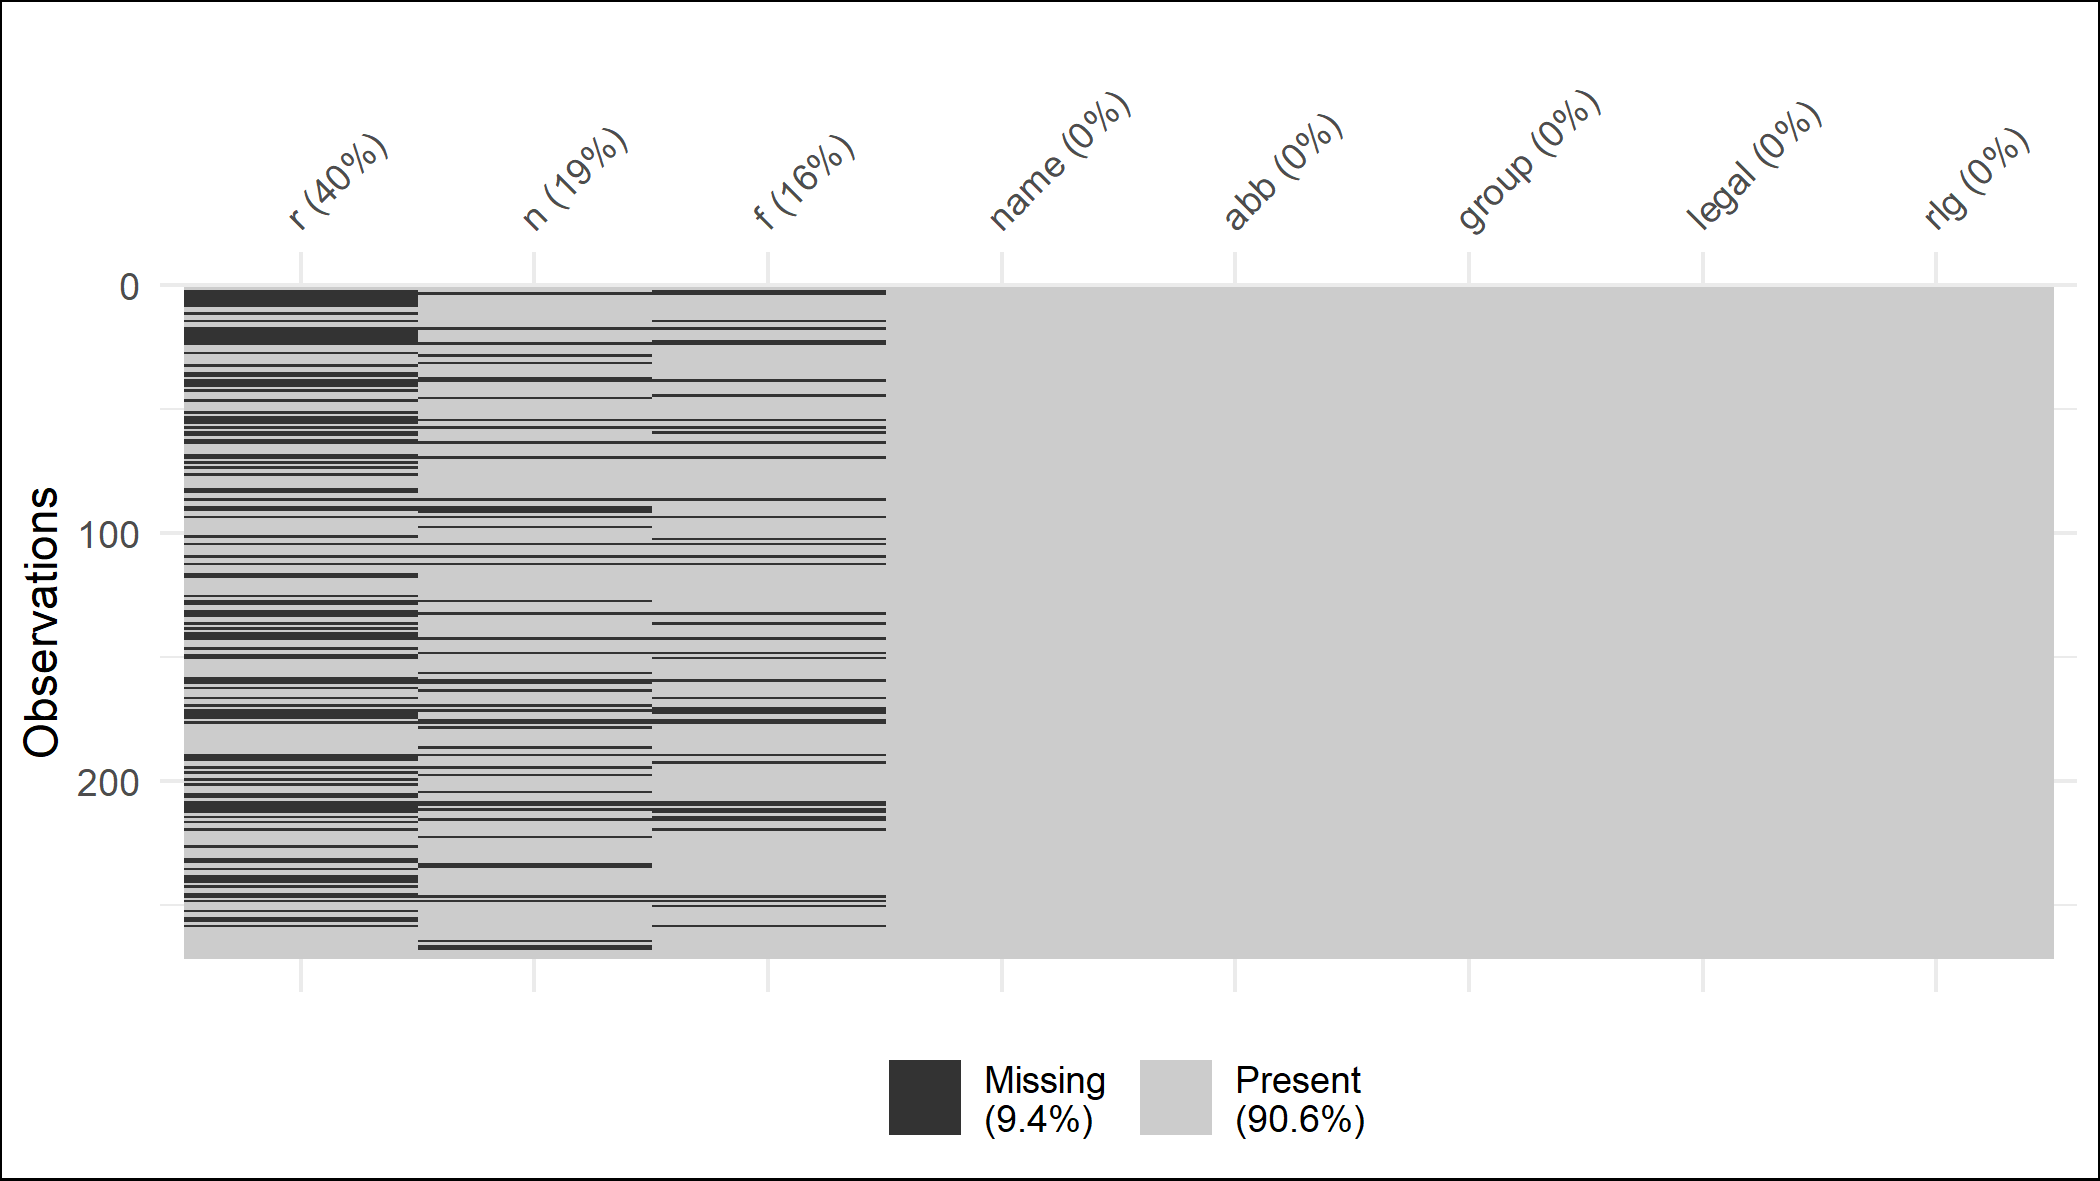 r (40%)
n (19%)
f (16%)
name (0%)
abb (0%)
group (0%)
legal (0%)
rlg (0%)
0
100
200
Observations
Missing
(9.4%)
Present
(90.6%)